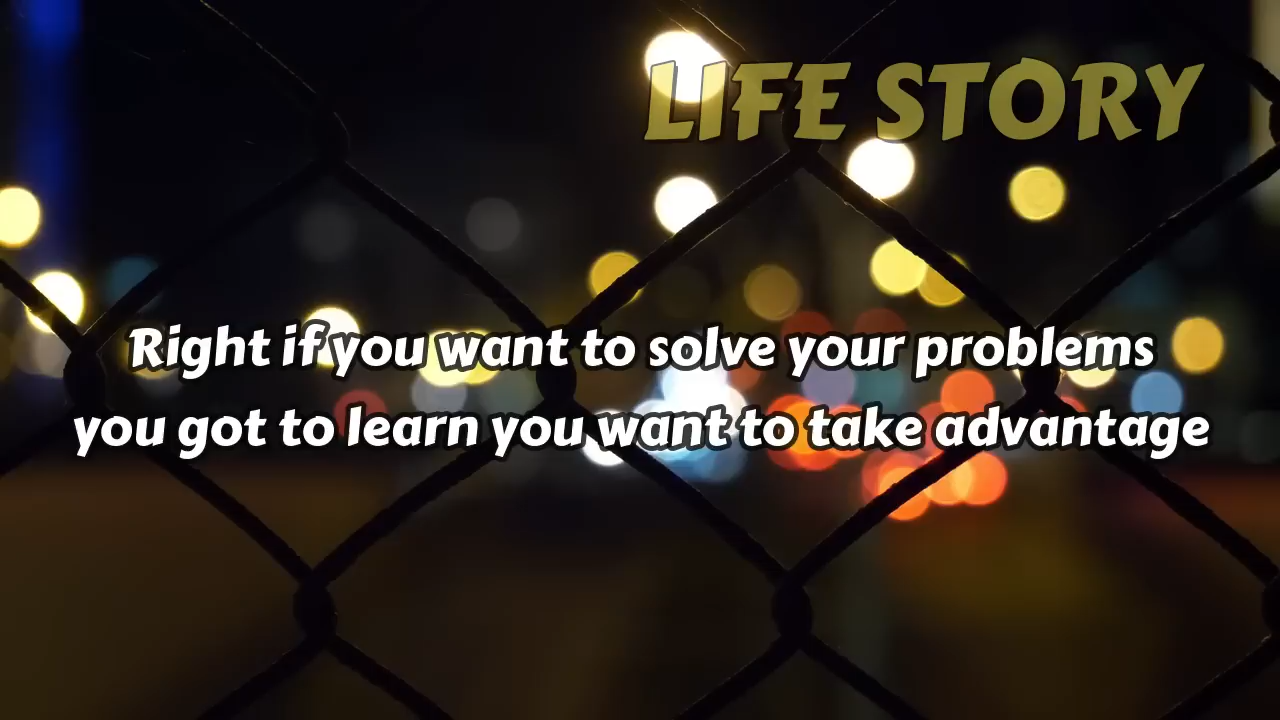 LIFE STORY
Right if you want to solve your problems
you got to learn you want to take advantage